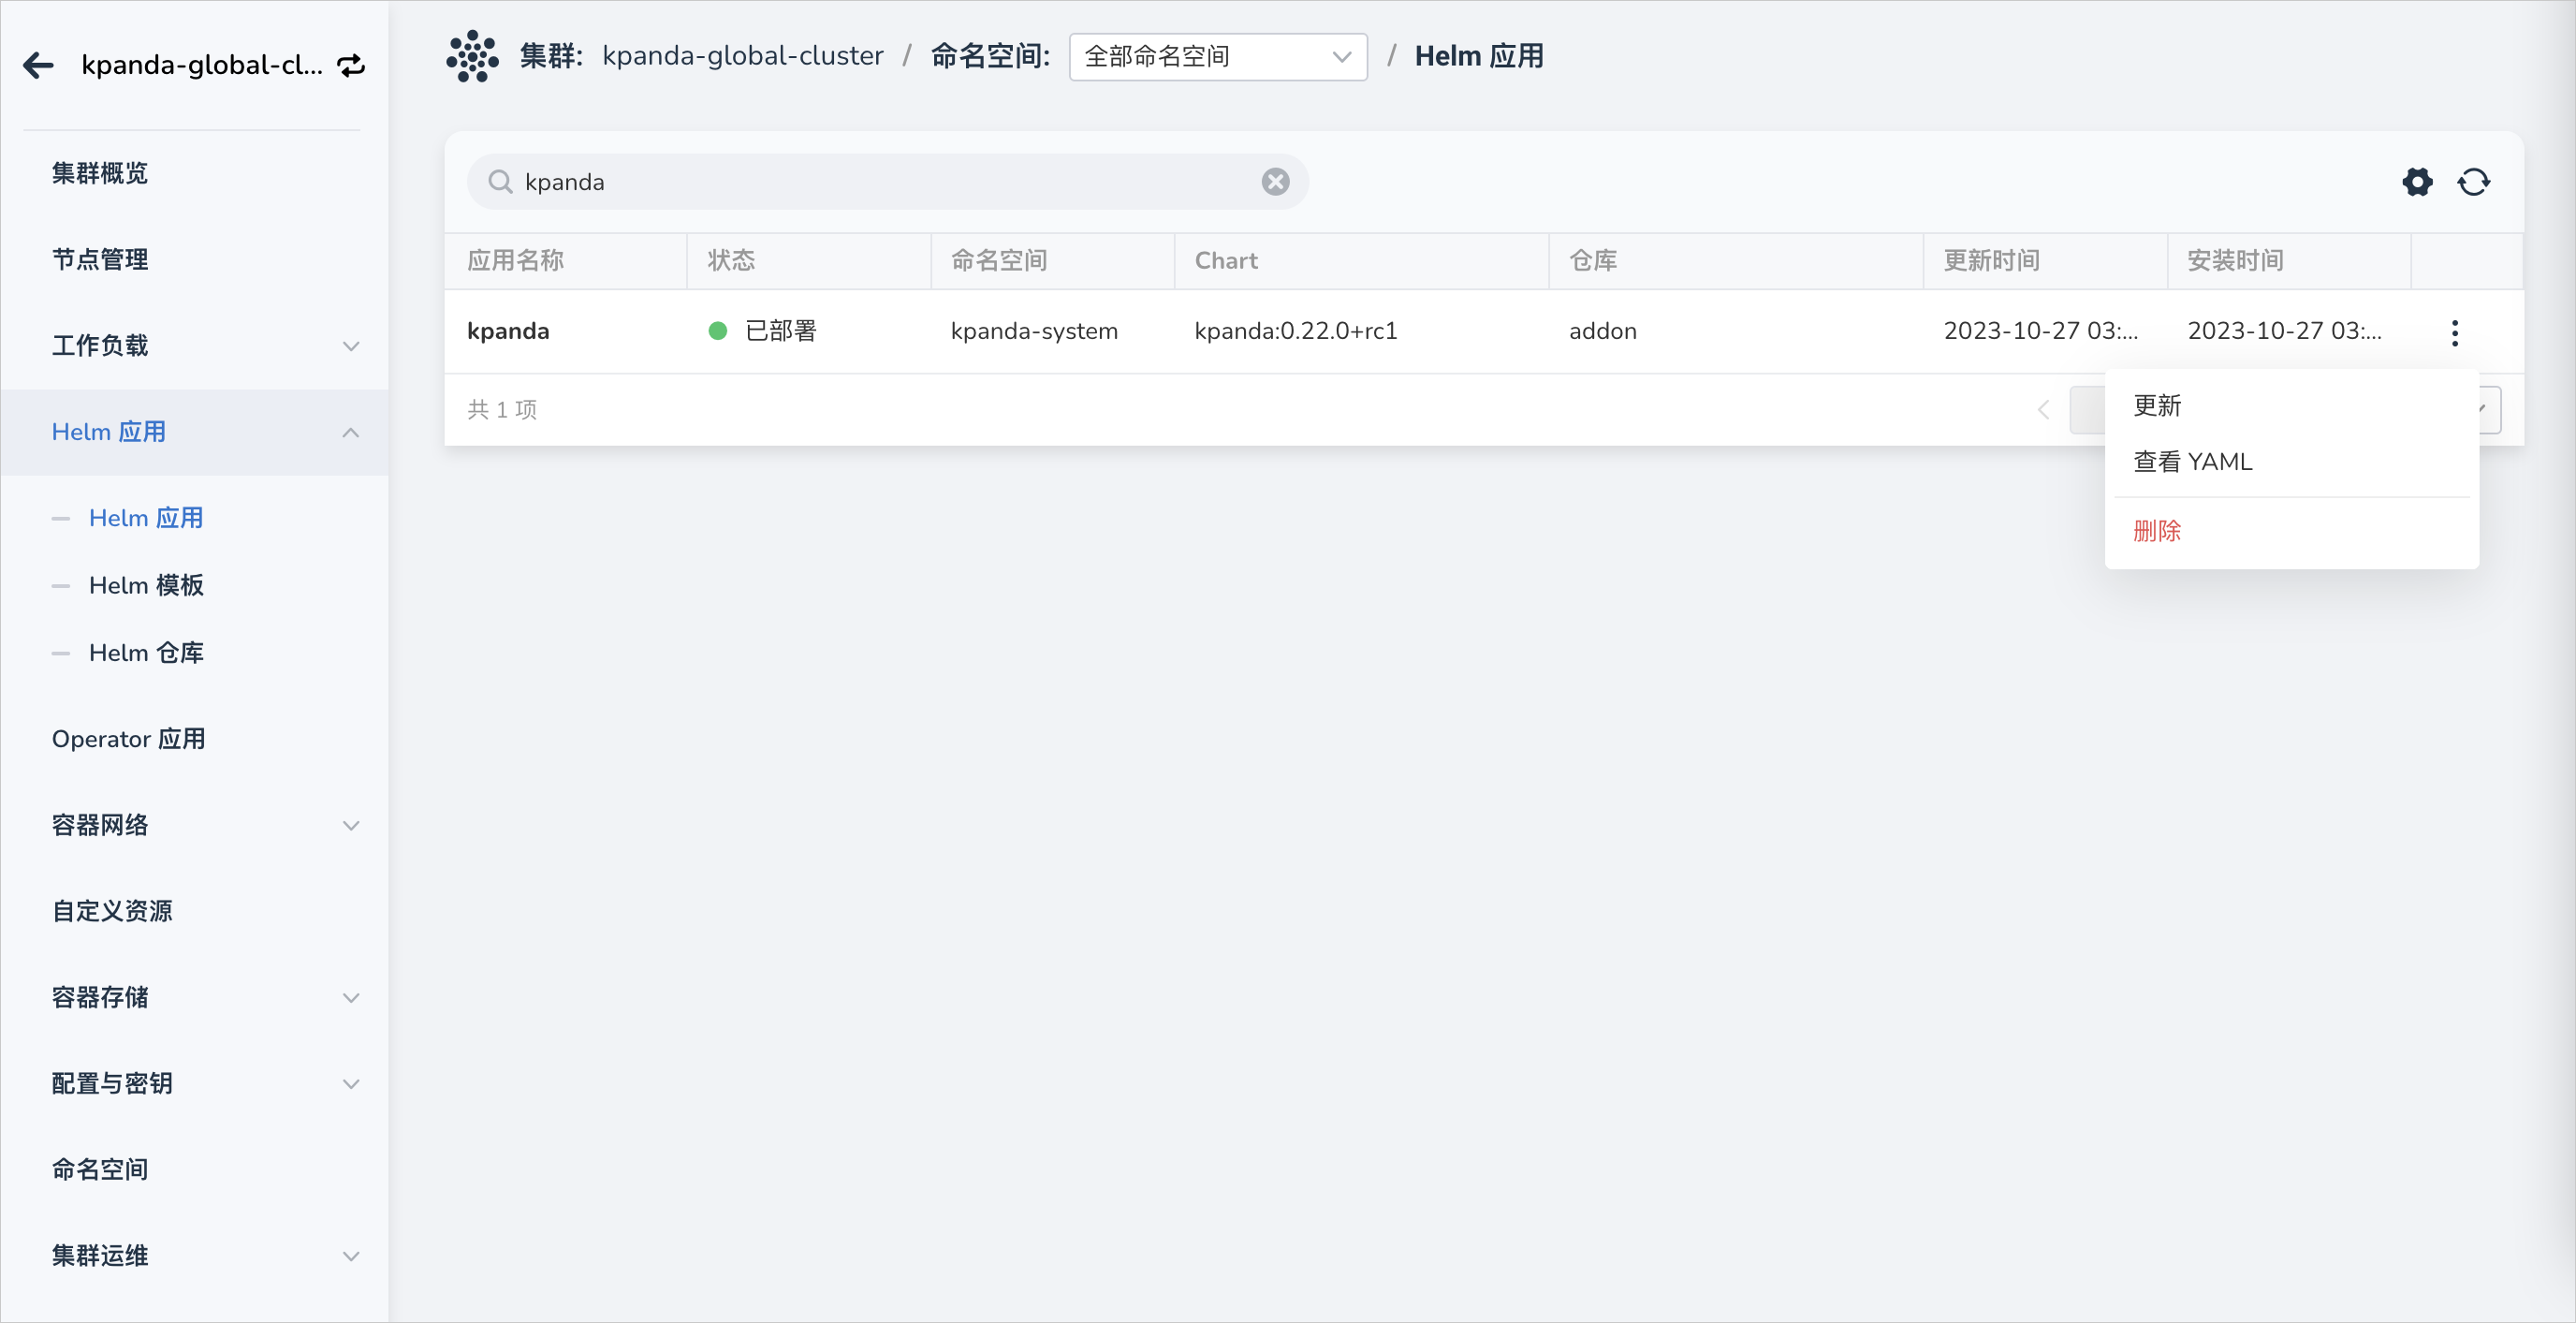 kpanda-global-cl...
集群概览
节点管理
工作负载
Helm 应用
Helm 应用
Helm 模板
Helm 仓库
Operator 应用
容器网络
自定义资源
容器存储
配置与密钥
命名空间
集群运维
集群: kpanda-global-cluster / 命名空间: 全部命名空间 / Helm 应用
kpanda
应用名称 状态 命名空间 Chart 仓库 更新时间 安装时间
kpanda 已部署 kpanda-system kpanda:0.22.0+rc1 addon 2023-10-27 03:... 2023-10-27 03:...
共 1 项
更新
查看 YAML
删除